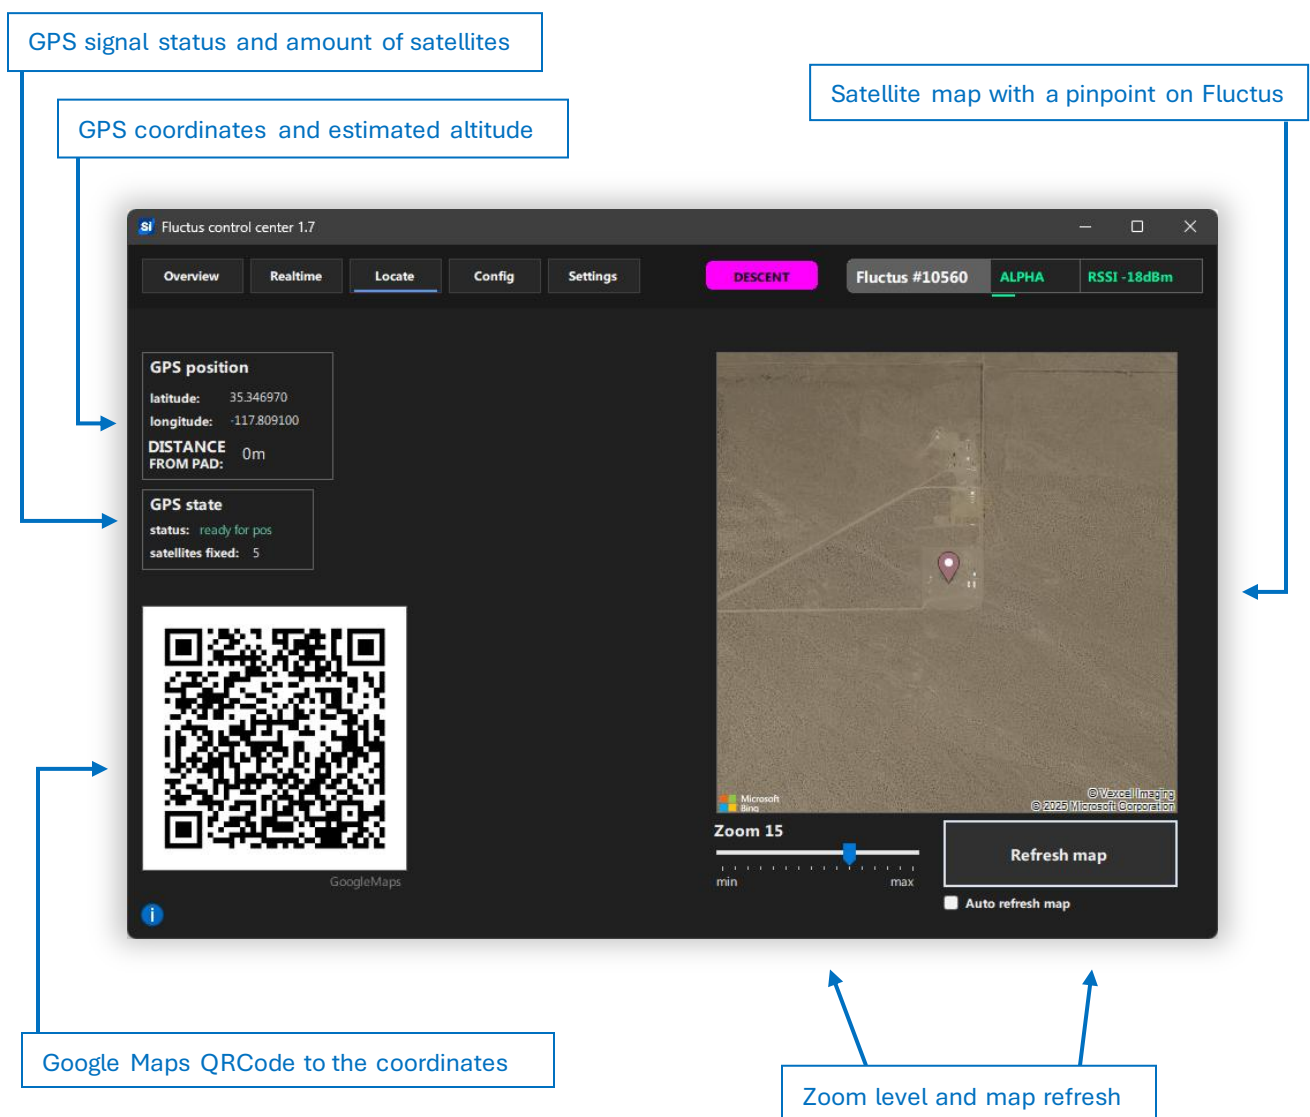 GPS signal status and amount of satellites
Satellite map with a pinpoint on Fluctus
GPS coordinates and estimated altitude
Si Fluctus control center 1.7
Overview Realtime Locate Config Settings DESCENT Fluctus #10560 ALPHA RSSI -18dBm
GPS position
latitude: 35.346970
longitude: -117.809100
DISTANCE
FROM PAD: 0m
GPS state
status: ready for pos
satellites fixed: 5
GoogleMaps
Microsoft
Bing
© Vexcel Imaging
© 2025 Microsoft Corporation
Zoom 15
min max
Refresh map
Auto refresh map
i
Google Maps QRCode to the coordinates
Zoom level and map refresh